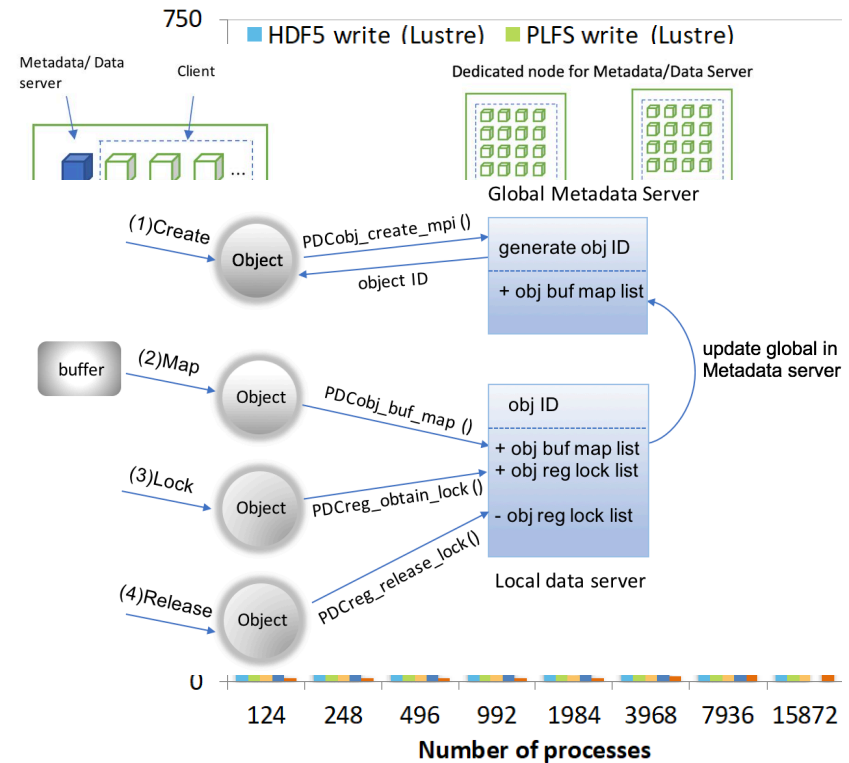 750
HDF5 write (Lustre) PLFS write (Lustre)
Metadata/ Data
server
Client
Dedicated node for Metadata/Data Server
...
Global Metadata Server
(1)Create
Object
PDCobj_create_mpi ()
object ID
generate obj ID
+ obj buf map list
update global in
Metadata server
buffer
(2)Map
Object
PDCobj_buf_map ()
obj ID
+ obj buf map list
+ obj reg lock list
- obj reg lock list
(3)Lock
Object
PDCreg_obtain_lock()
(4)Release
Object
PDCreg_release_lock()
Local data server
0
124 248 496 992 1984 3968 7936 15872
Number of processes